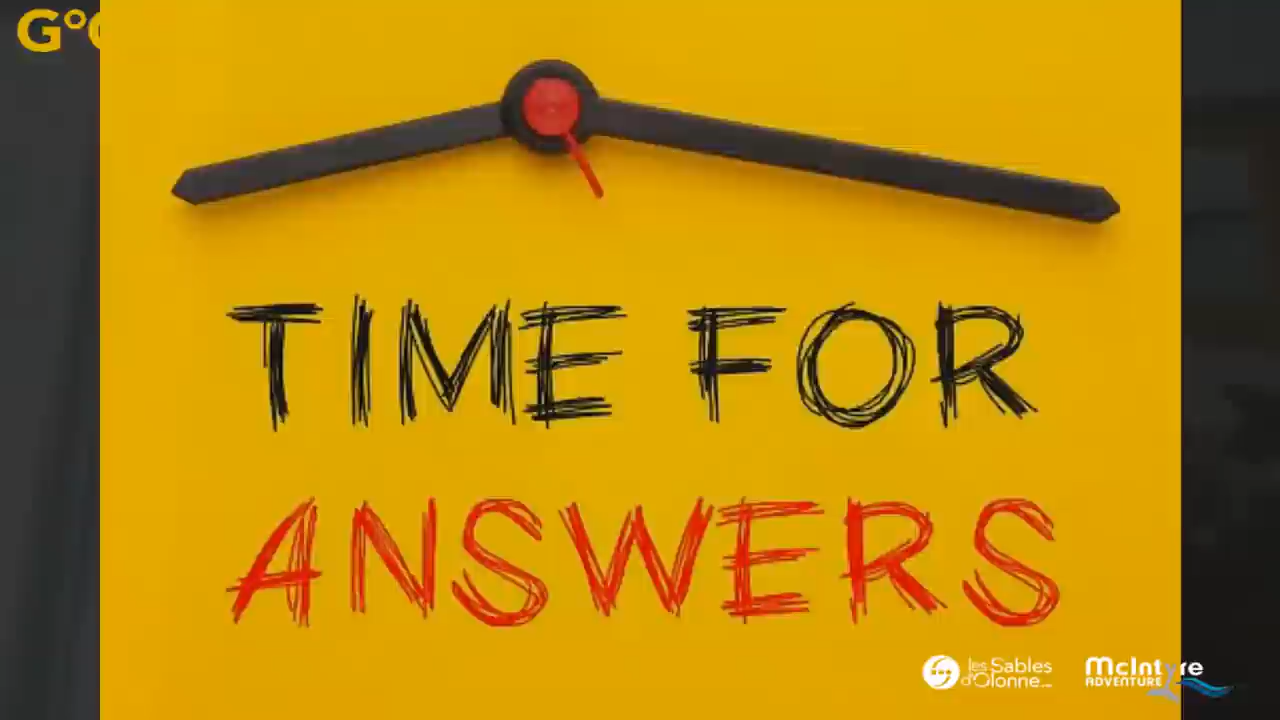 G°
TIME FOR
ANSWERS
les Sables
d'Olonne
McIntyre
ADVENTURE